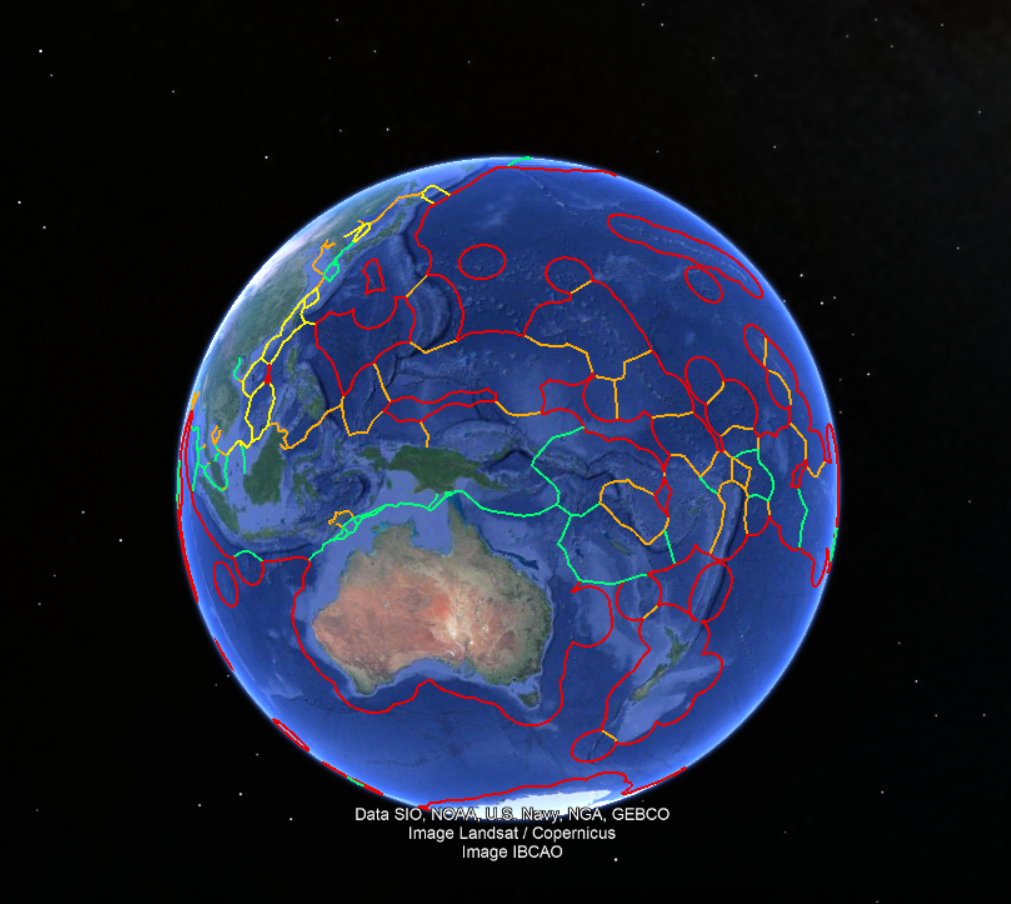 Data SIO, NOAA, U.S. Navy, NGA, GEBCO
Image Landsat / Copernicus
Image IBCAO